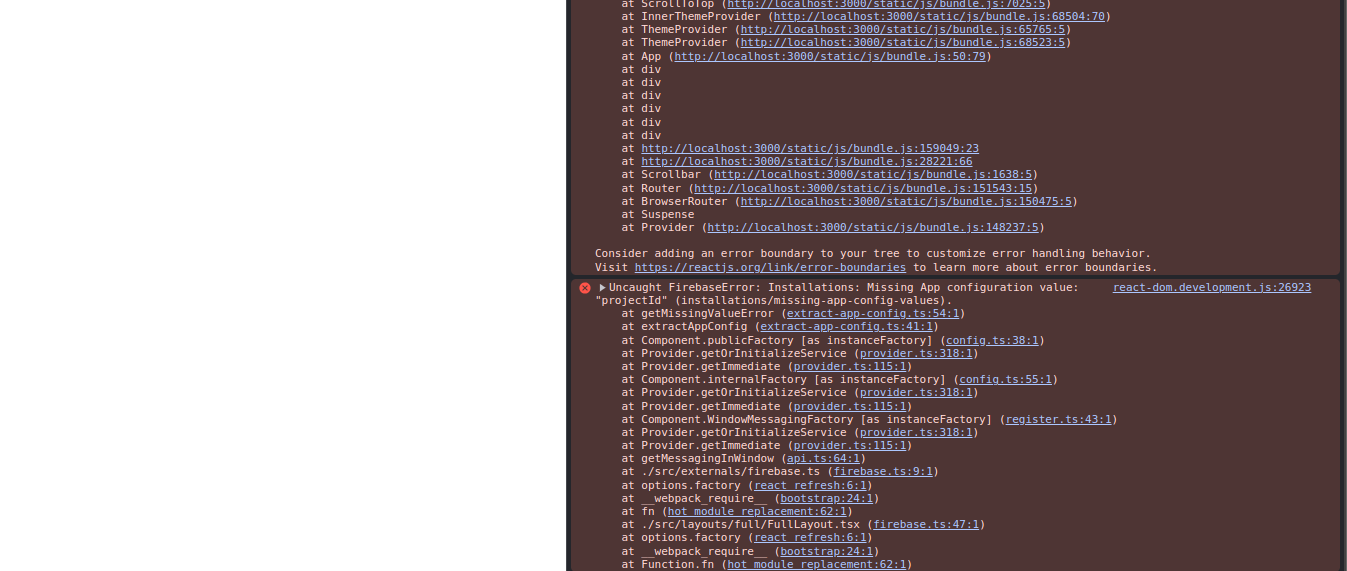 at ScrollToTop (http://localhost:3000/static/js/bundle.js:7025:5)
at InnerThemeProvider (http://localhost:3000/static/js/bundle.js:68504:70)
at ThemeProvider (http://localhost:3000/static/js/bundle.js:65765:5)
at ThemeProvider (http://localhost:3000/static/js/bundle.js:68523:5)
at App (http://localhost:3000/static/js/bundle.js:50:79)
at div
at div
at div
at div
at div
at div
at http://localhost:3000/static/js/bundle.js:159049:23
at http://localhost:3000/static/js/bundle.js:28221:66
at Scrollbar (http://localhost:3000/static/js/bundle.js:1638:5)
at Router (http://localhost:3000/static/js/bundle.js:151543:15)
at BrowserRouter (http://localhost:3000/static/js/bundle.js:150475:5)
at Suspense
at Provider (http://localhost:3000/static/js/bundle.js:148237:5)
Consider adding an error boundary to your tree to customize error handling behavior.
Visit https://reactjs.org/link/error-boundaries to learn more about error boundaries.
Uncaught FirebaseError: Installations: Missing App configuration value: react-dom.development.js:26923
"projectId" (installations/missing-app-config-values).
at getMissingValueError (extract-app-config.ts:54:1)
at extractAppConfig (extract-app-config.ts:41:1)
at Component.publicFactory [as instanceFactory] (config.ts:38:1)
at Provider.getOrInitializeService (provider.ts:318:1)
at Provider.getImmediate (provider.ts:115:1)
at Component.internalFactory [as instanceFactory] (config.ts:55:1)
at Provider.getOrInitializeService (provider.ts:318:1)
at Provider.getImmediate (provider.ts:115:1)
at Component.WindowMessagingFactory [as instanceFactory] (register.ts:43:1)
at Provider.getOrInitializeService (provider.ts:318:1)
at Provider.getImmediate (provider.ts:115:1)
at getMessagingInWindow (api.ts:64:1)
at ./src/externals/firebase.ts (firebase.ts:9:1)
at options.factory (react refresh:6:1)
at __webpack_require__ (bootstrap:24:1)
at fn (hot module replacement:62:1)
at ./src/layouts/full/FullLayout.tsx (firebase.ts:47:1)
at options.factory (react refresh:6:1)
at __webpack_require__ (bootstrap:24:1)
at Function.fn (hot module replacement:62:1)